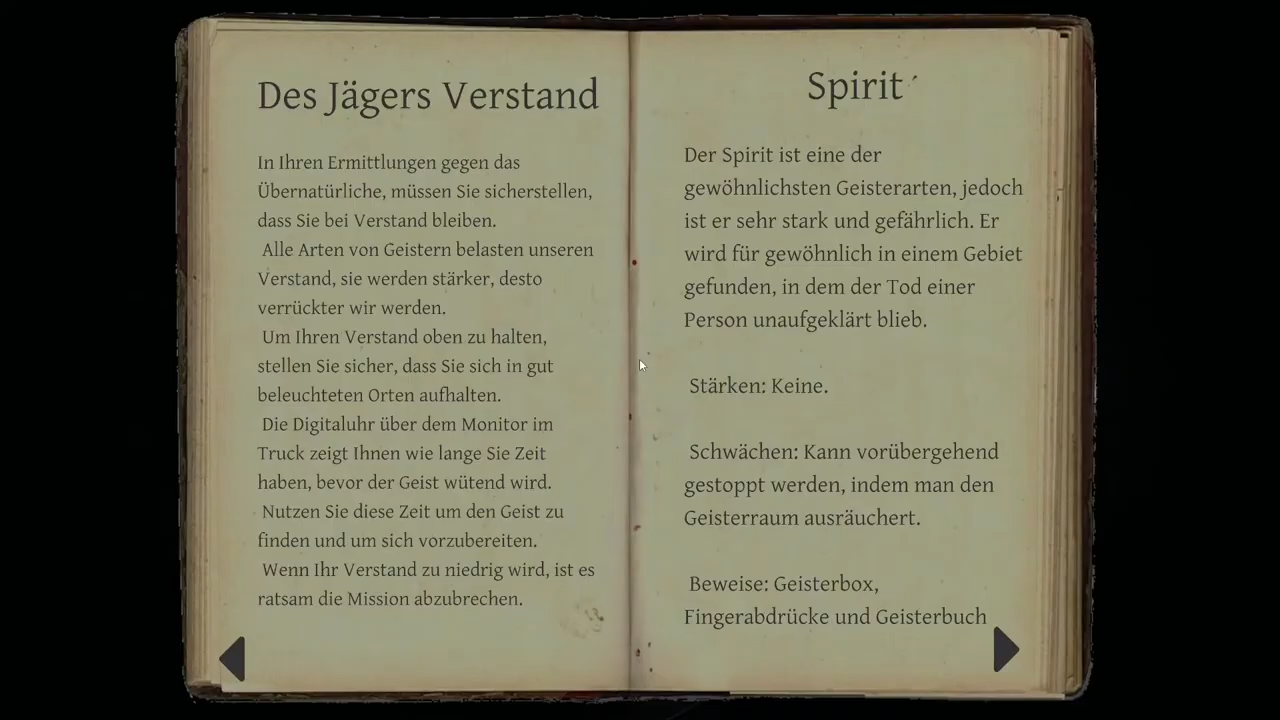 Des Jägers Verstand
In Ihren Ermittlungen gegen das
Übernatürliche, müssen Sie sicherstellen,
dass Sie bei Verstand bleiben.
Alle Arten von Geistern belasten unseren
Verstand, sie werden stärker, desto
verrückter wir werden.
Um Ihren Verstand oben zu halten,
stellen Sie sicher, dass Sie sich in gut
beleuchteten Orten aufhalten.
Die Digitaluhr über dem Monitor im
Truck zeigt Ihnen wie lange Sie Zeit
haben, bevor der Geist wütend wird.
Nutzen Sie diese Zeit um den Geist zu
finden und um sich vorzubereiten.
Wenn Ihr Verstand zu niedrig wird, ist es
ratsam die Mission abzubrechen.
Spirit
Der Spirit ist eine der
gewöhnlichsten Geisterarten, jedoch
ist er sehr stark und gefährlich. Er
wird für gewöhnlich in einem Gebiet
gefunden, in dem der Tod einer
Person unaufgeklärt blieb.
Stärken: Keine.
Schwächen: Kann vorübergehend
gestoppt werden, indem man den
Geisterraum ausräuchert.
Beweise: Geisterbox,
Fingerabdrücke und Geisterbuch